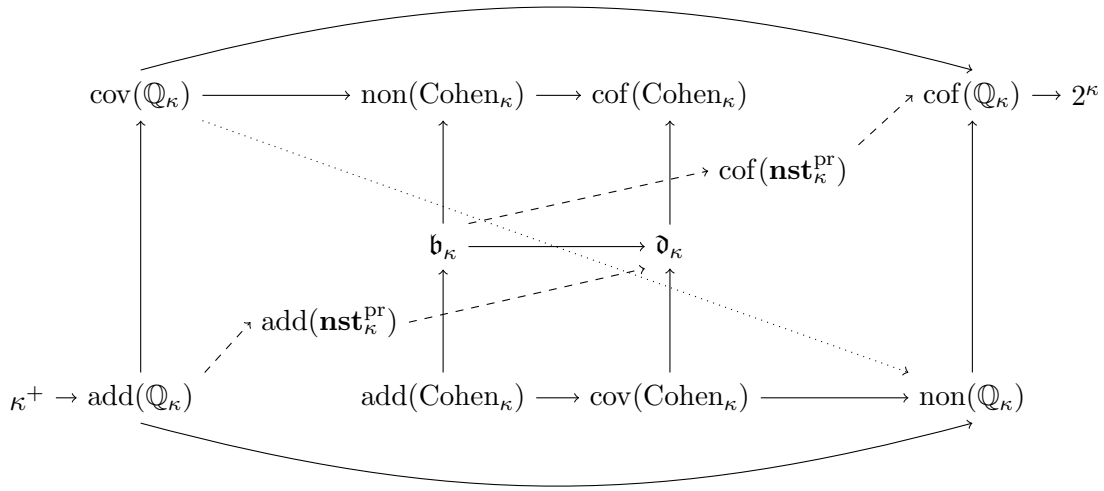 cov(ℚ_κ) non(Cohen_κ) cof(Cohen_κ) cof(ℚ_κ) 2^κ
cof(𝐧𝐬𝐭_κ^pr)
𝔟_κ 𝔡_κ
add(𝐧𝐬𝐭_κ^pr)
κ^+ add(ℚ_κ) add(Cohen_κ) cov(Cohen_κ) non(ℚ_κ)